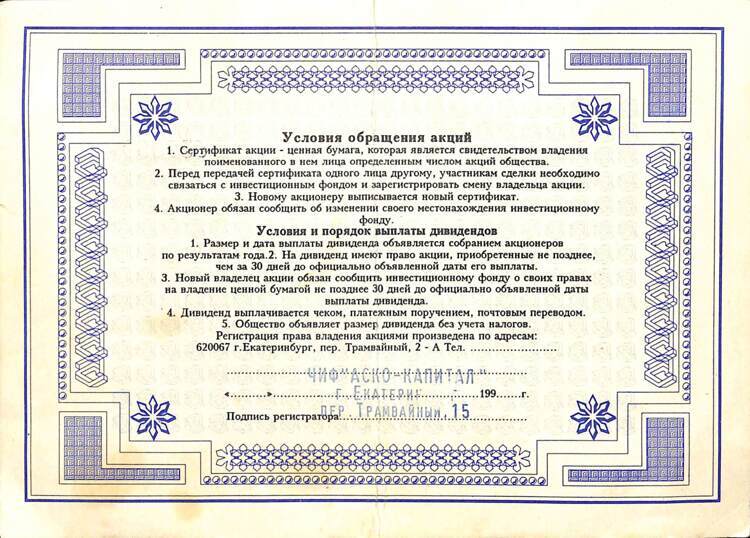 Условия обращения акций
1. Сертификат акции - ценная бумага, которая является свидетельством владения
поименованного в нем лица определенным числом акций общества.
2. Перед передачей сертификата одного лица другому, участникам сделки необходимо
связаться с инвестиционным фондом и зарегистрировать смену владельца акции.
3. Новому акционеру выписывается новый сертификат.
4. Акционер обязан сообщить об изменении своего местонахождения инвестиционному
фонду.
Условия и порядок выплаты дивидендов
1. Размер и дата выплаты дивиденда объявляется собранием акционеров
по результатам года.2. На дивиденд имеют право акции, приобретенные не позднее,
чем за 30 дней до официально объявленной даты его выплаты.
3. Новый владелец акции обязан сообщить инвестиционному фонду о своих правах
на владение ценной бумагой не позднее 30 дней до официально объявленной даты
выплаты дивиденда.
4. Дивиденд выплачивается чеком, платежным поручением, почтовым переводом.
5. Общество объявляет размер дивиденда без учета налогов.
Регистрация права владения акциями произведена по адресам:
620067 г.Екатеринбург, пер. Трамвайный, 2 - А Тел. ........................
ЧИФ"АСКО-КАПИТАЛ"
«.......» г. ЕКАТЕРИ 199....г.
Подпись регистратора ПЕР. ТРАМВАЙНЫЙ, 15